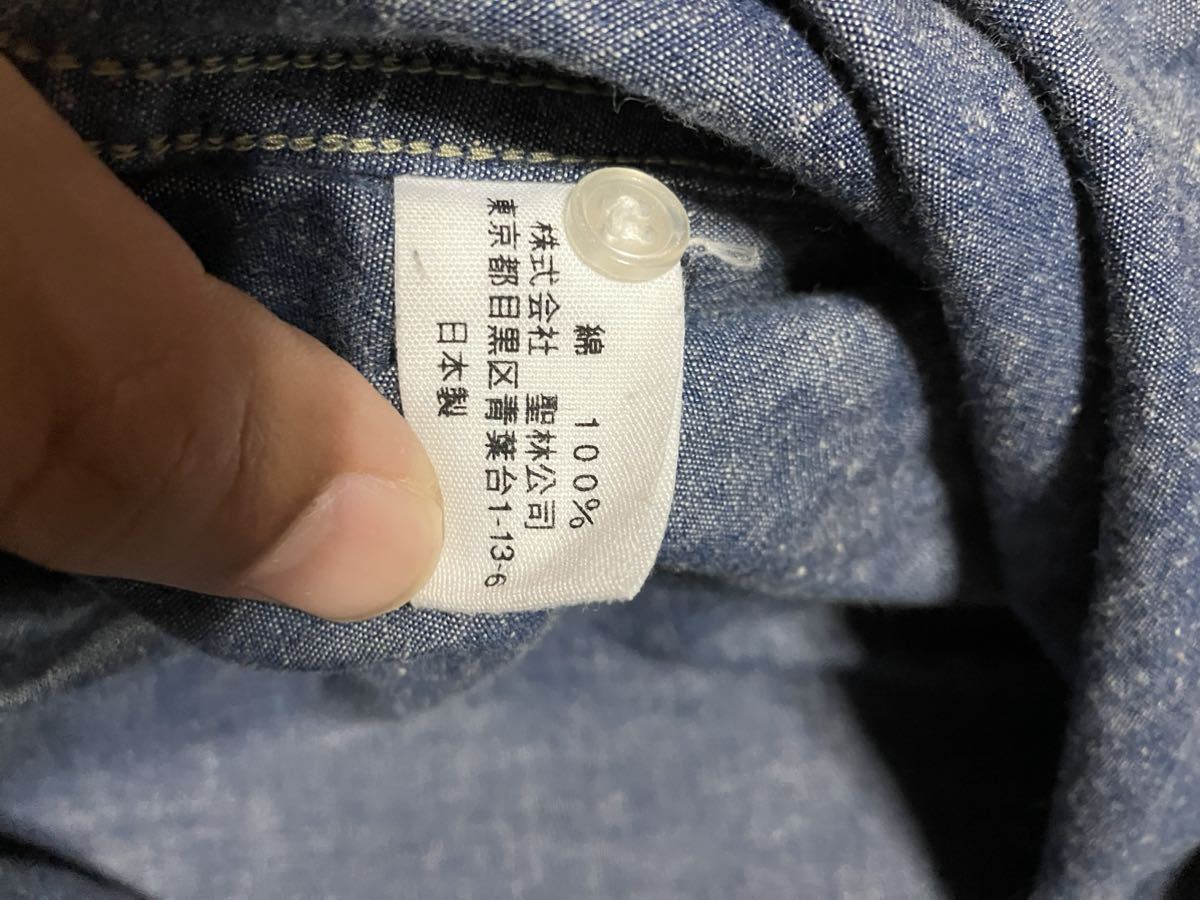 綿　100%
株式会社　聖林公司
東京都目黒区青葉台1-13-6
日本製